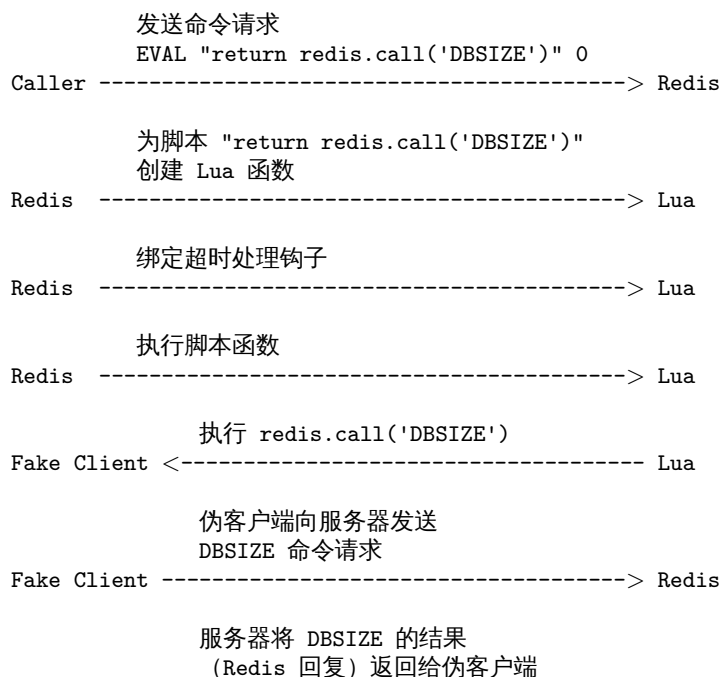 发送命令请求
EVAL "return redis.call('DBSIZE')" 0
Caller ------------------------------------------> Redis
为脚本 "return redis.call('DBSIZE')"
创建 Lua 函数
Redis ------------------------------------------> Lua
绑定超时处理钩子
Redis ------------------------------------------> Lua
执行脚本函数
Redis ------------------------------------------> Lua
执行 redis.call('DBSIZE')
Fake Client <------------------------------------- Lua
伪客户端向服务器发送
DBSIZE 命令请求
Fake Client -------------------------------------> Redis
服务器将 DBSIZE 的结果
(Redis 回复) 返回给伪客户端